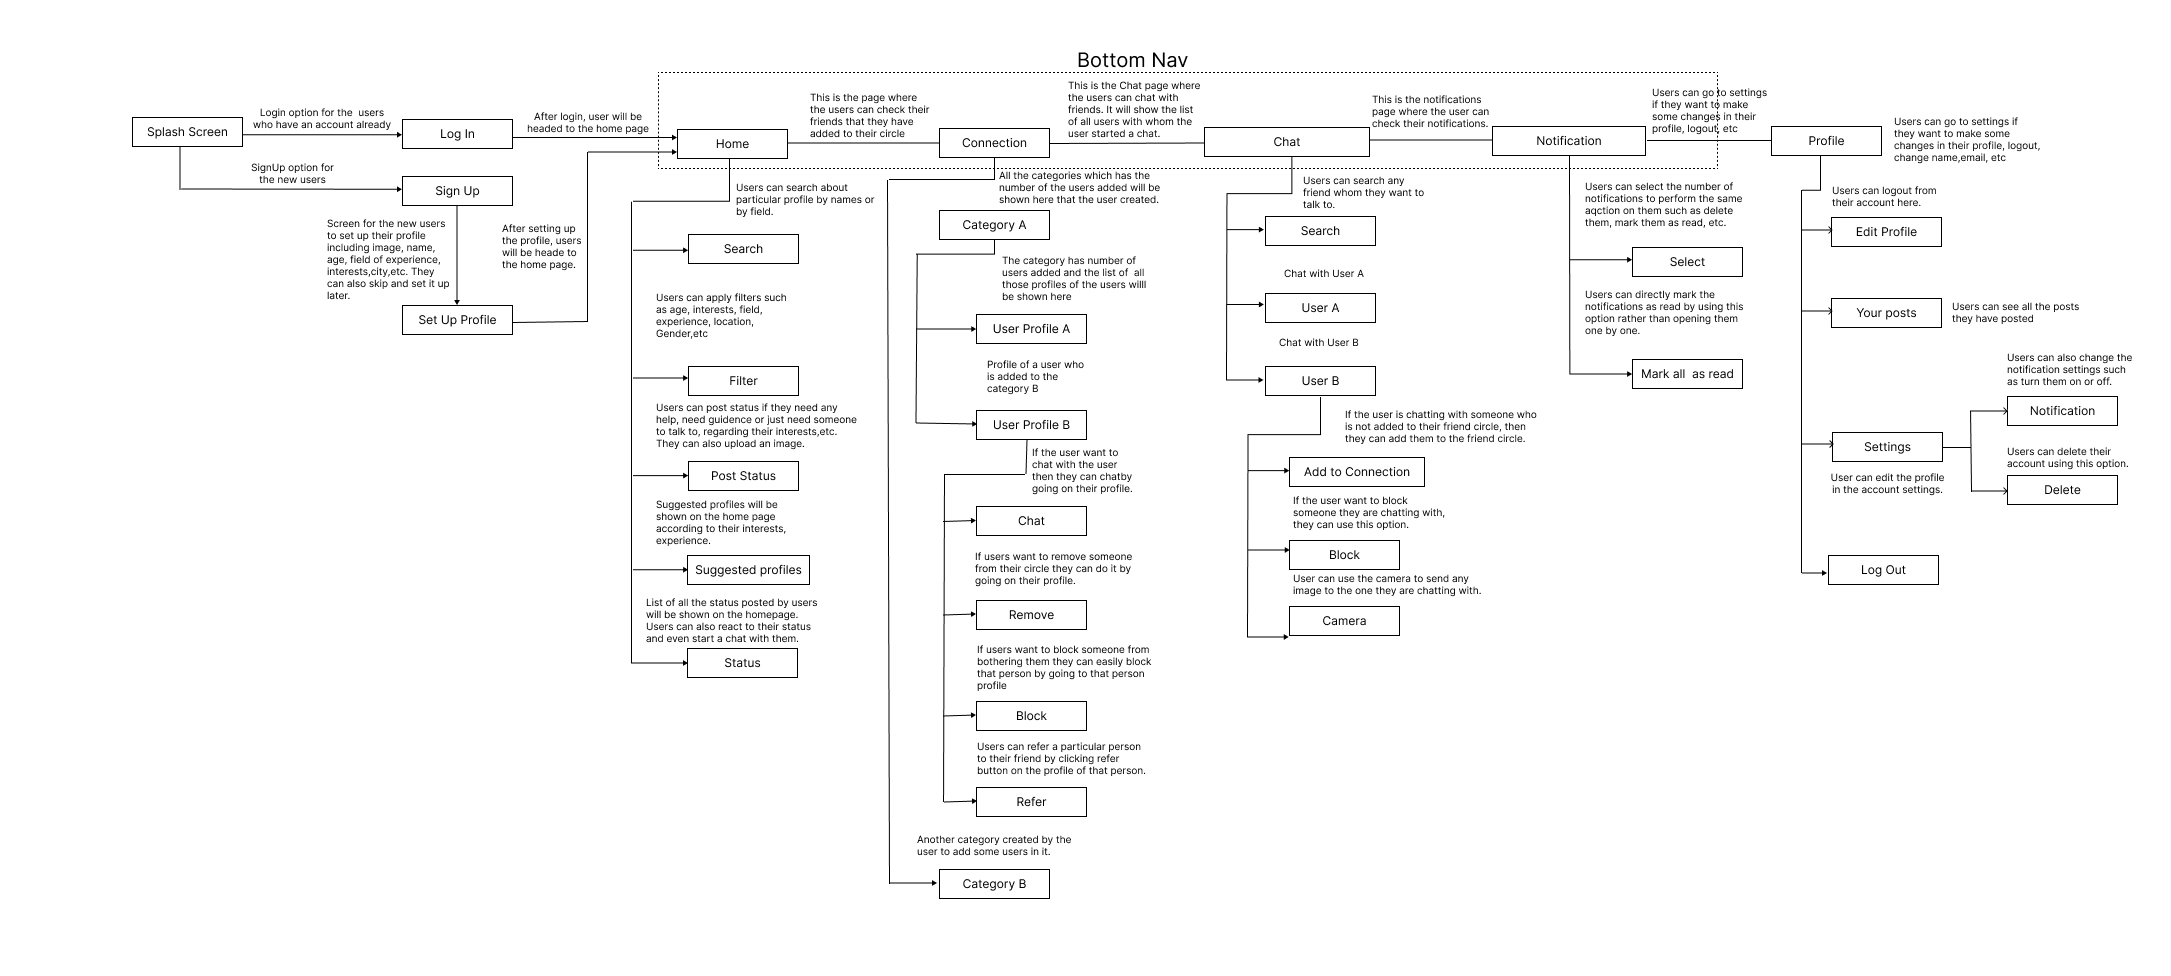 Bottom Nav
Splash Screen
Login option for the  users
who have an account already
Log In
After login, user will be
headed to the home page
SignUp option for
the new users
Sign Up
Screen for the new users
to set up their profile
including image, name,
age, field of experience,
interests,city,etc. They
can also skip and set it up
later.
Set Up Profile
After setting up
the profile, users
will be heade to
the home page.
Home
This is the page where
the users can check their
friends that they have
added to their circle
Connection
This is the Chat page where
the users can chat with
friends. It will show the list
of all users with whom the
user started a chat.
Chat
This is the notifications
page where the user can
check their notifications.
Notification
Users can go to settings
if they want to make
some changes in their
profile, logout, etc
Profile
Users can go to settings if
they want to make some
changes in their profile, logout,
change name,email, etc
Users can search about
particular profile by names or
by field.
Search
Users can apply filters such
as age, interests, field,
experience, location,
Gender,etc
Filter
Users can post status if they need any
help, need guidence or just need someone
to talk to, regarding their interests,etc.
They can also upload an image.
Post Status
Suggested profiles will be
shown on the home page
according to their interests,
experience.
Suggested profiles
List of all the status posted by users
will be shown on the homepage.
Users can also react to their status
and even start a chat with them.
Status
All the categories which has the
number of the users added will be
shown here that the user created.
Category A
The category has number of
users added and the list of  all
those profiles of the users willl
be shown here
User Profile A
Profile of a user who
is added to the
category B
User Profile B
If the user want to
chat with the user
then they can chatby
going on their profile.
Chat
If users want to remove someone
from their circle they can do it by
going on their profile.
Remove
If users want to block someone from
bothering them they can easily block
that person by going to that person
profile
Block
Users can refer a particular person
to their friend by clicking refer
button on the profile of that person.
Refer
Another category created by the
user to add some users in it.
Category B
Users can search any
friend whom they want to
talk to.
Search
Chat with User A
User A
Chat with User B
User B
If the user is chatting with someone who
is not added to their friend circle, then
they can add them to the friend circle.
Add to Connection
If the user want to block
someone they are chatting with,
they can use this option.
Block
User can use the camera to send any
image to the one they are chatting with.
Camera
Users can select the number of
notifications to perform the same
aqction on them such as delete
them, mark them as read, etc.
Select
Users can directly mark the
notifications as read by using this
option rather than opening them
one by one.
Mark all  as read
Users can logout from
their account here.
Edit Profile
Your posts
Users can see all the posts
they have posted
Settings
User can edit the profile
in the account settings.
Users can also change the
notification settings such
as turn them on or off.
Notification
Users can delete their
account using this option.
Delete
Log Out